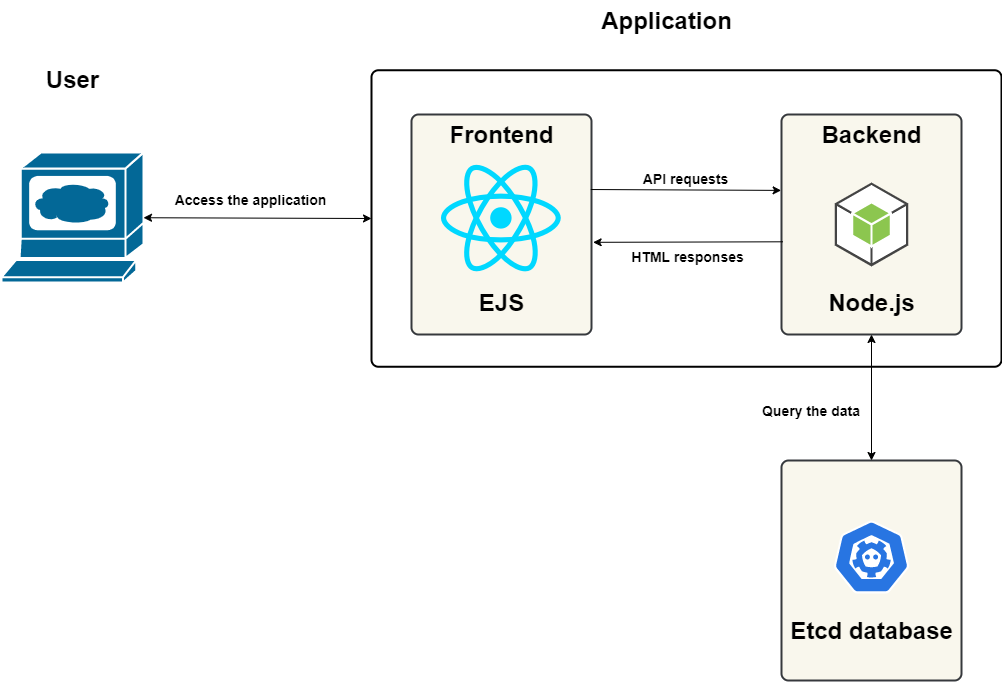 Application
User
Frontend
Backend
API requests
Access the application
HTML responses
EJS
Node.js
Query the data
Etcd database